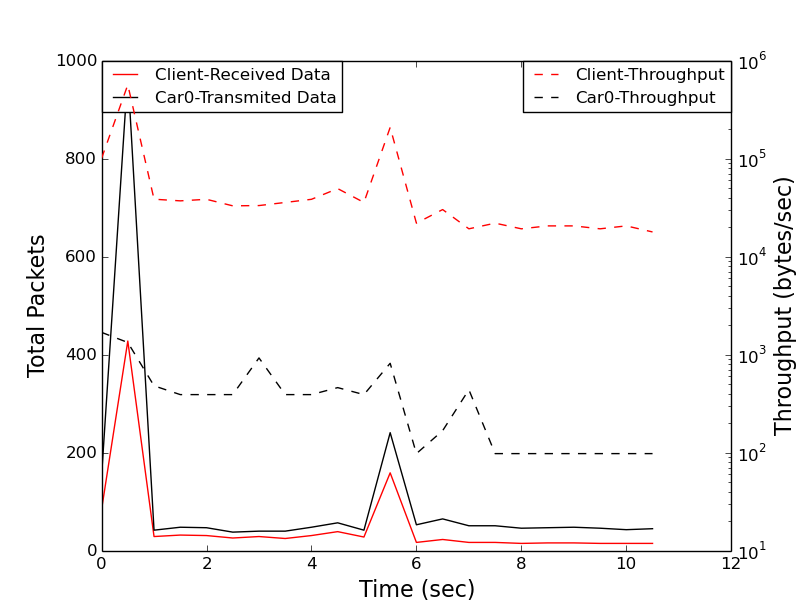 Client-Received Data
Car0-Transmited Data
Client-Throughput
Car0-Throughput
1000
800
600
400
200
0
Total Packets
10^6
10^5
10^4
10^3
10^2
10^1
Throughput (bytes/sec)
0 2 4 6 8 10 12
Time (sec)